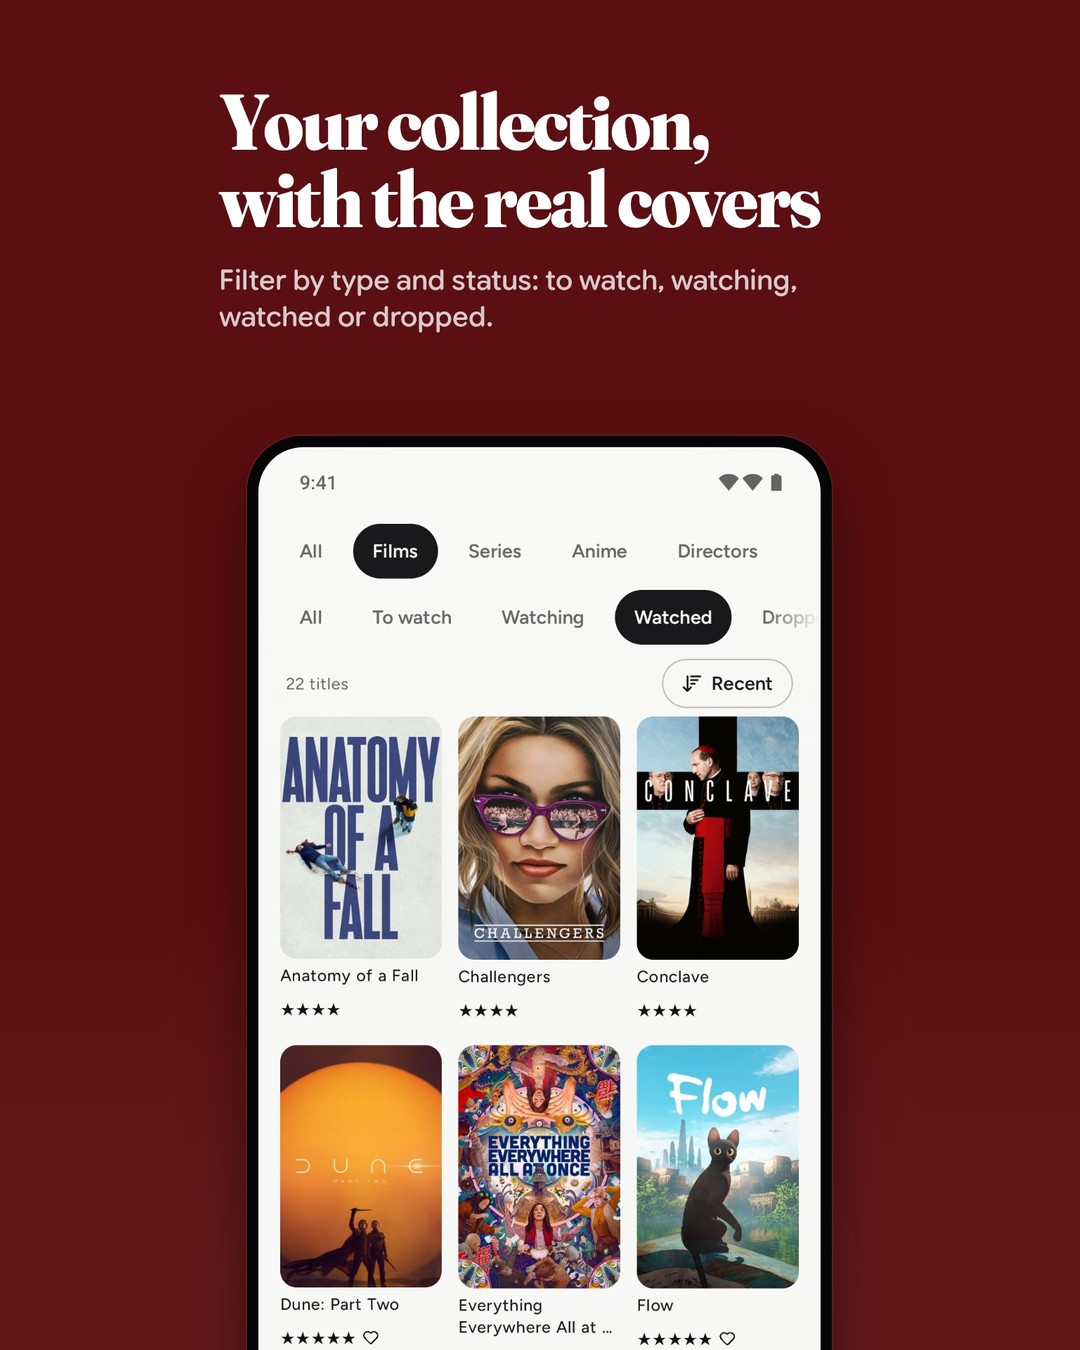 Your collection,
with the real covers
Filter by type and status: to watch, watching,
watched or dropped.
9:41
All Films Series Anime Directors
All To watch Watching Watched Dropp
22 titles Recent
ANATOMY
OF A
FALL
CHALLENGERS
CONCLAVE
Anatomy of a Fall Challenges Conclave
★★★★ ★★★★ ★★★★
DUNE
PART TWO
EVERYTHING
EVERYWHERE
ALL AT ONCE
Flow
Dune: Part Two Everything Flow
Everywhere All at ...
★★★★★ ★★★★★